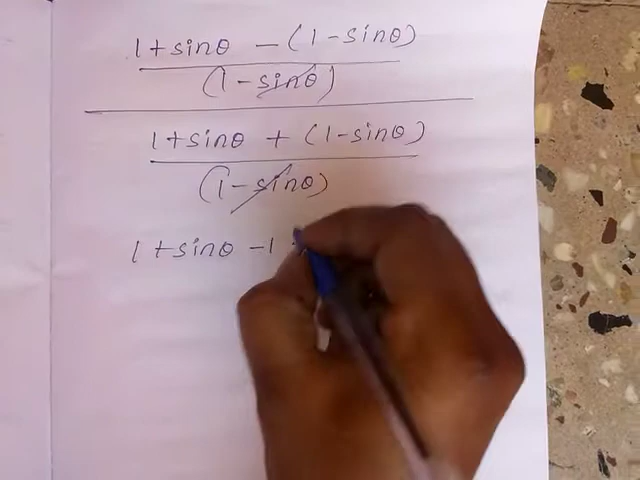 1 + sinθ - (1 - sinθ)
(1 - sinθ)
1 + sinθ + (1 - sinθ)
(1 - sinθ)
1 + sinθ - 1